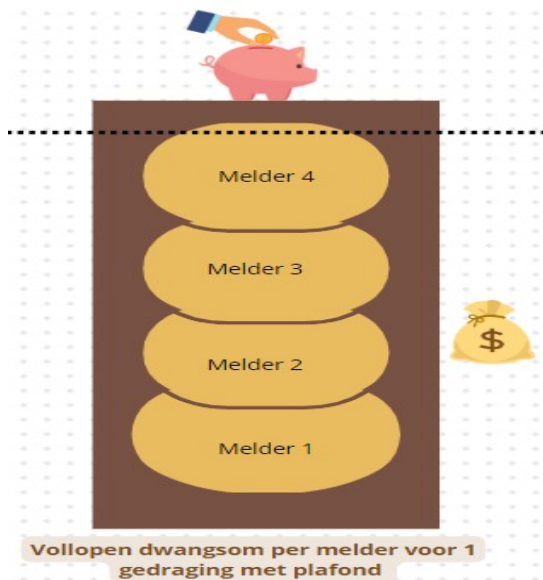 Melder 4
Melder 3
Melder 2
Melder 1
$
Vollopen dwangsom per melder voor 1
gedraging met plafond